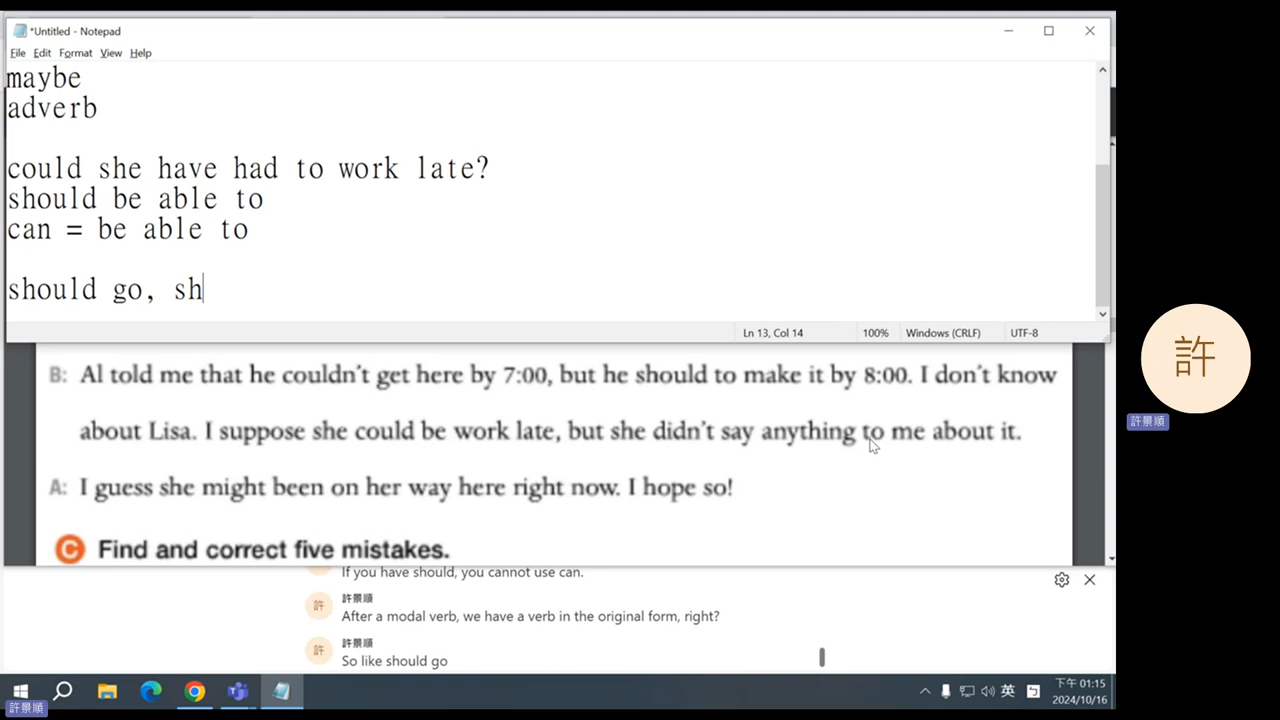 *Untitled - Notepad
File Edit Format View Help
maybe
adverb
could she have had to work late?
should be able to
can = be able to
should go, sh
Ln 13, Col 14 100% Windows (CRLF) UTF-8
B: Al told me that he couldn't get here by 7:00, but he should to make it by 8:00. I don't know
about Lisa. I suppose she could be work late, but she didn't say anything to me about it.
A: I guess she might been on her way here right now. I hope so!
C Find and correct five mistakes.
If you have should, you cannot use can.
許 許景順
After a modal verb, we have a verb in the original form, right?
許 許景順
So like should go
許
許景順
英
下午 01:15
2024/10/16
許景順